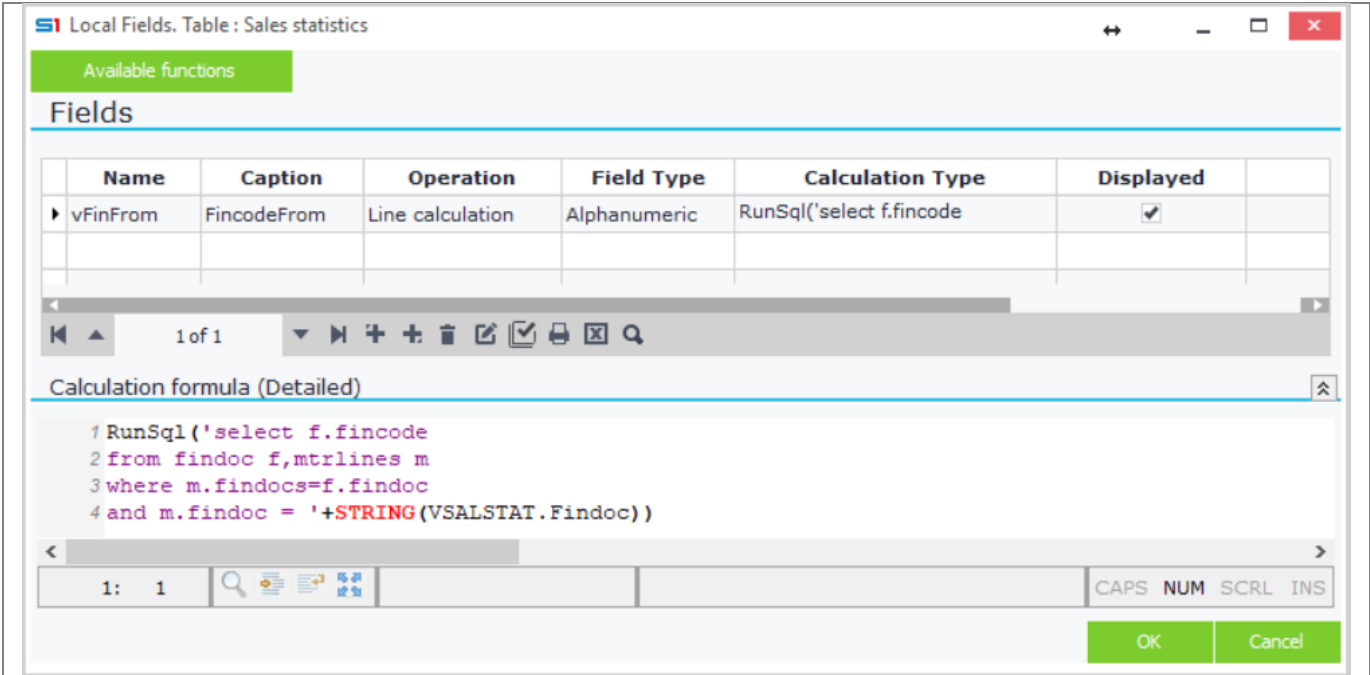 S1 Local Fields. Table : Sales statistics
Available functions
Fields
Name Caption Operation Field Type Calculation Type Displayed
vFinFrom FincodeFrom Line calculation Alphanumeric RunSql('select f.fincode
1 of 1
Calculation formula (Detailed)
1 RunSql('select f.fincode
2 from findoc f,mtrlines m
3 where m.findocs=f.findoc
4 and m.findoc = '+STRING(VSALSTAT.Findoc))
1: 1 CAPS NUM SCRL INS
OK Cancel